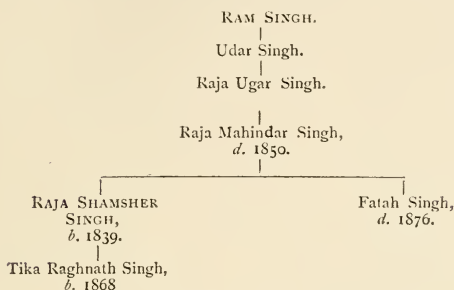 RAM SINGH.
Udar Singh.
Raja Ugar Singh.
Raja Mahindar Singh,
d. 1850.
RAJA SHAMSHER
SINGH,
b. 1839.
Fatah Singh,
d. 1876.
Tika Raghnath Singh,
b. 1868